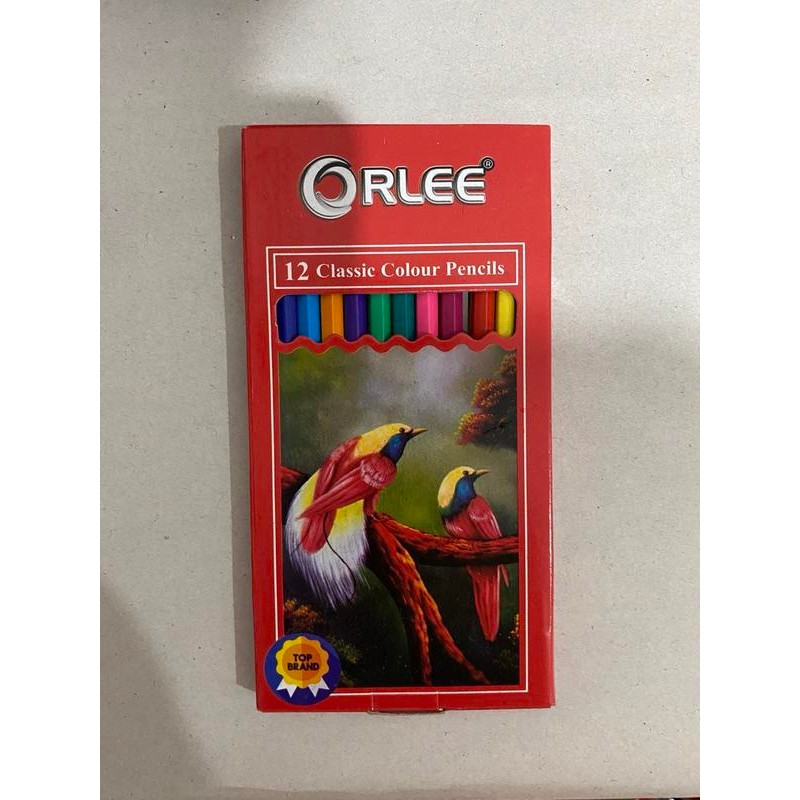 ORLEE®
12 Classic Colour Pencils
TOP
BRAND